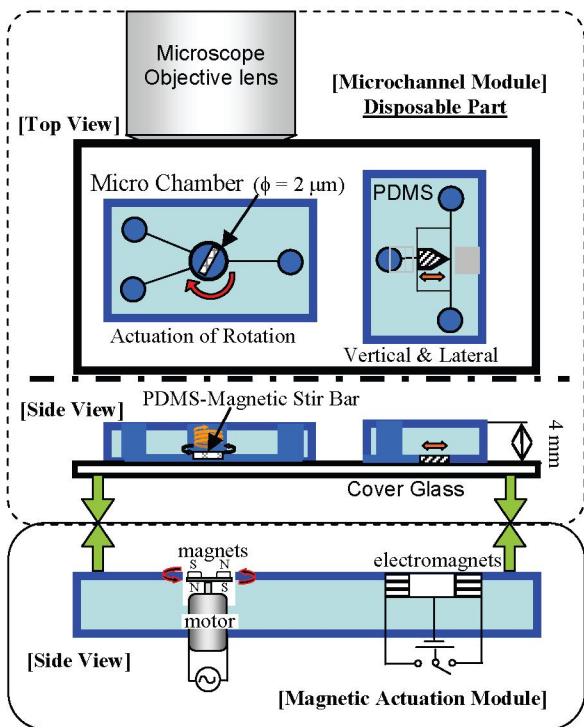 Microscope
Objective lens
[Microchannel Module]
Disposable Part
[Top View]
Micro Chamber (ϕ = 2 μm)
PDMS
Actuation of Rotation
Vertical & Lateral
[Side View]
PDMS-Magnetic Stir Bar
4 mm
Cover Glass
magnets
S N
N S
motor
electromagnets
[Side View]
[Magnetic Actuation Module]